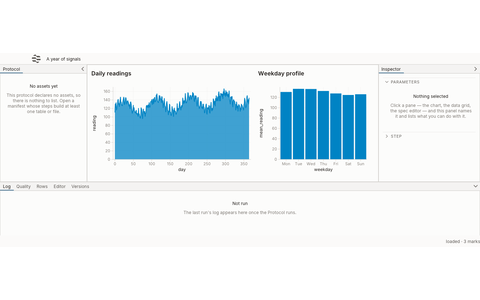 A year of signals
Protocol
No assets yet
This protocol declares no assets, so
there is nothing to list. Open a
manifest whose steps build at least
one table or file.
Daily readings
reading
160
140
120
100
80
60
40
20
0
0 50 100 150 200 250 300 350
day
Weekday profile
mean_reading
120
100
80
60
40
20
0
Mon Tue Wed Thu Fri Sat Sun
weekday
Inspector
PARAMETERS
Nothing selected
Click a pane — the chart, the data grid,
the spec editor — and this panel names
it and lists what you can do with it.
STEP
Log Quality Rows Editor Versions
Not run
The last run's log appears here once the Protocol runs.
loaded · 3 marks